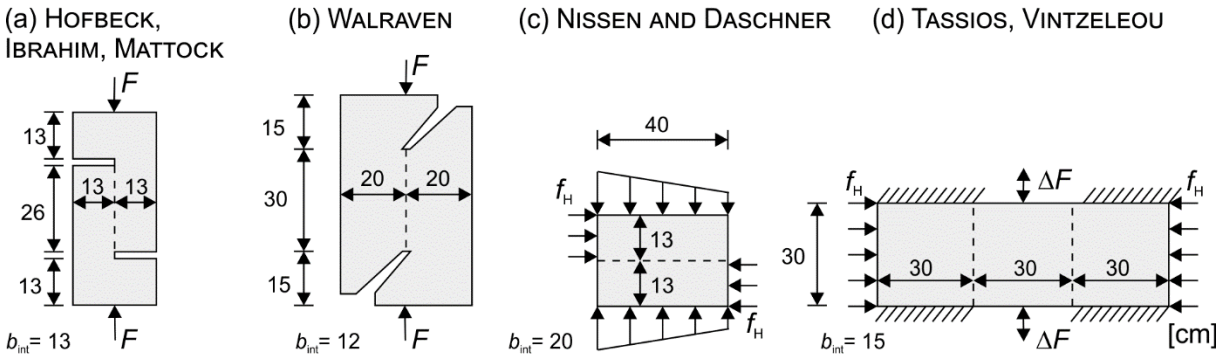 (a) HOFBECK,
IBRAHIM, MATTOCK
F
13
26
13
13 13
F
b_int= 13
(b) WALRAVEN
F
15
30
15
20 20
F
b_int= 12
(c) NISSEN AND DASCHNER
40
f_H
13
13
f_H
b_int= 20
(d) TASSIOS, VINTZELEOU
f_H ΔF f_H
30
30 30 30
ΔF
b_int= 15 [cm]